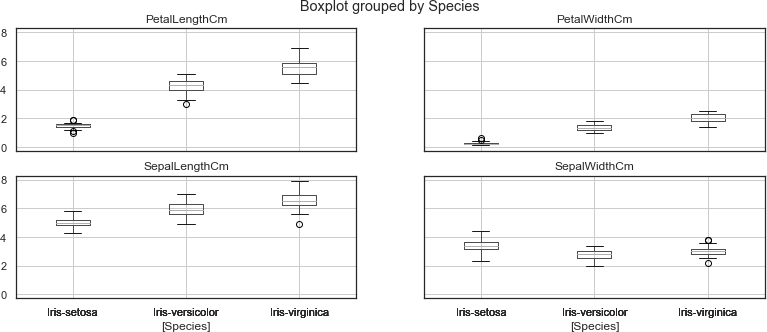 Boxplot grouped by Species
PetalLengthCm
PetalWidthCm
8
6
4
2
0
SepalLengthCm
SepalWidthCm
8
6
4
2
0
Iris-setosa Iris-versicolor Iris-virginica
[Species]
Iris-setosa Iris-versicolor Iris-virginica
[Species]